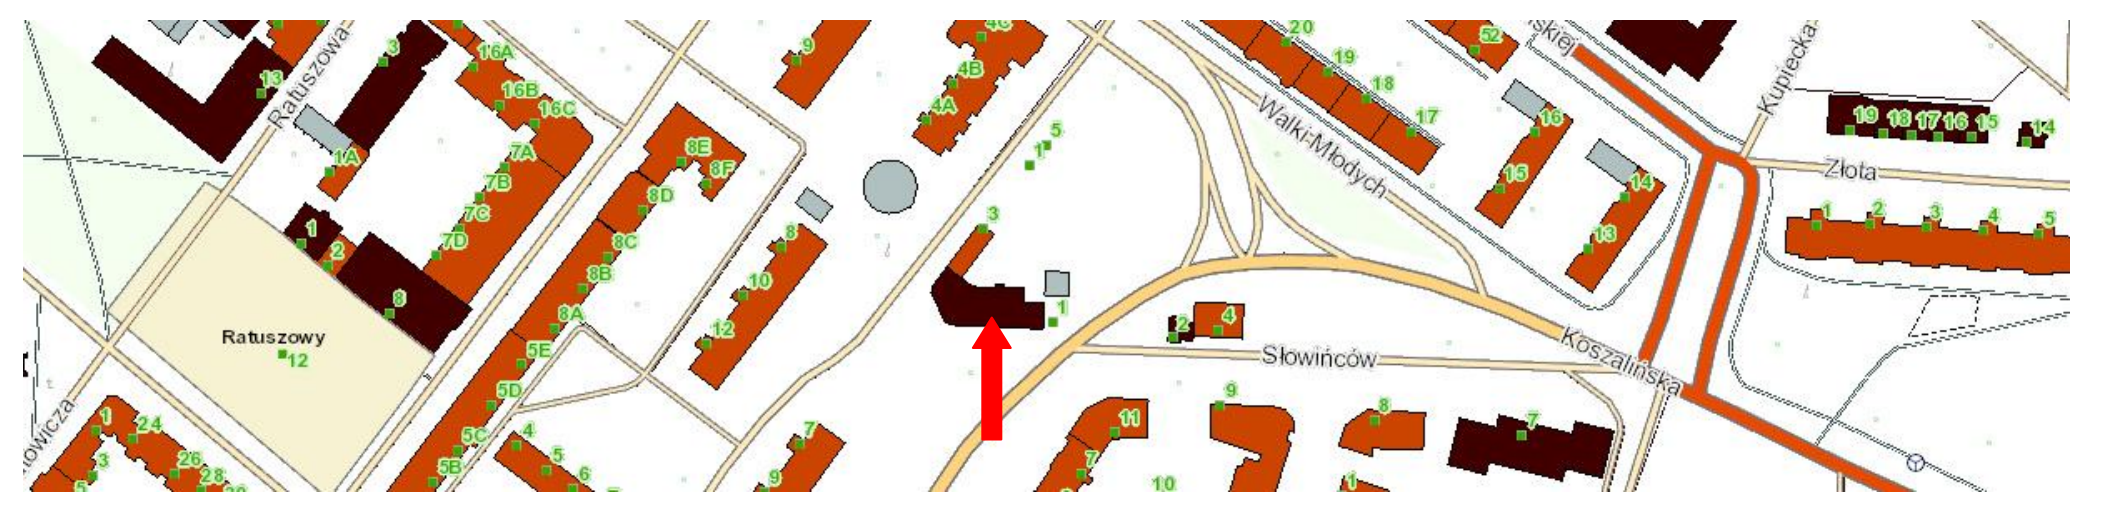 Ratuszowa
3
13
16A
16B
16C
9
4C
4B
4A
20
19
18
17
52
skiej
Kupiecka
19 18 17 16 15 14
1A
7A
7B
7C
7D
8E
8F
8D
8C
8B
8A
5
1
Walki-Młodych
16
15
14
13
Złota
1 2 3 4 5
1
2
8
8
10
12
3
1
2
4
Ratuszowy
12
5E
5D
5C
5B
Słowińców
Koszalińska
towicza
1
24
26
28
3
5
4
5
6
7
9
11
7
9
8
7
10
1